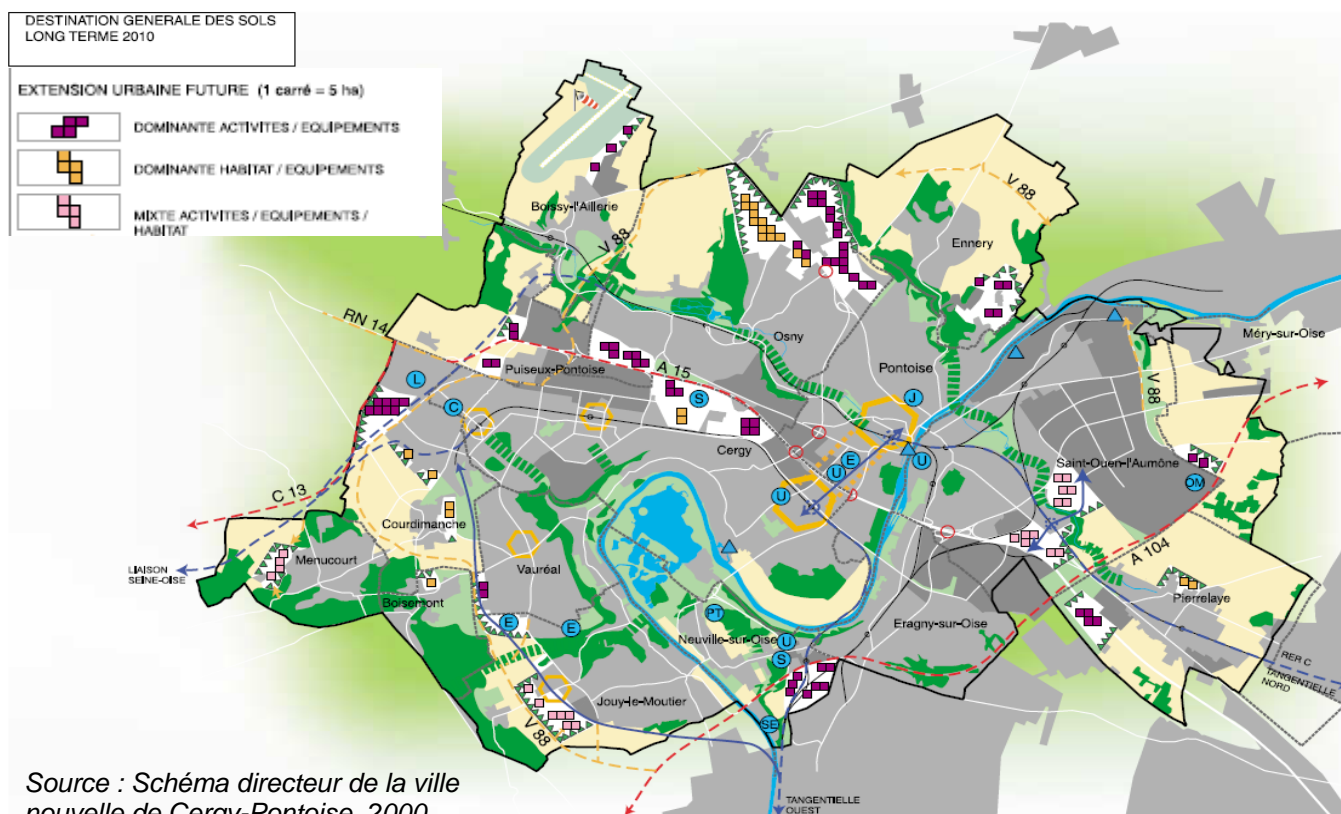 DESTINATION GENERALE DES SOLS
LONG TERME 2010
EXTENSION URBAINE FUTURE (1 carré = 5 ha)
DOMINANTE ACTIVITES / EQUIPEMENTS
DOMINANTE HABITAT / EQUIPEMENTS
MIXTE ACTIVITES / EQUIPEMENTS /
HABITAT
Boissy-l'Aillerie
V 88
V 88
Ennery
RN 14
Osny
Méry-sur-Oise
Puiseux-Pontoise
A 15
Pontoise
V 88
L
S
J
C
Cergy
E
U
U
U
Saint-Ouen-l'Aumône
OM
C 13
Courdimanche
LIAISON
SEINE-OISE
Menucourt
Vauréal
A 104
Boisemont
Pierrelaye
PT
E
E
Neuville-sur-Oise
U
S
Eragny-sur-Oise
RER C
TANGENTIELLE
NORD
Jouy-le-Moutier
V 88
SE
Source : Schéma directeur de la ville
nouvelle de Cergy-Pontoise, 2000
TANGENTIELLE
OUEST